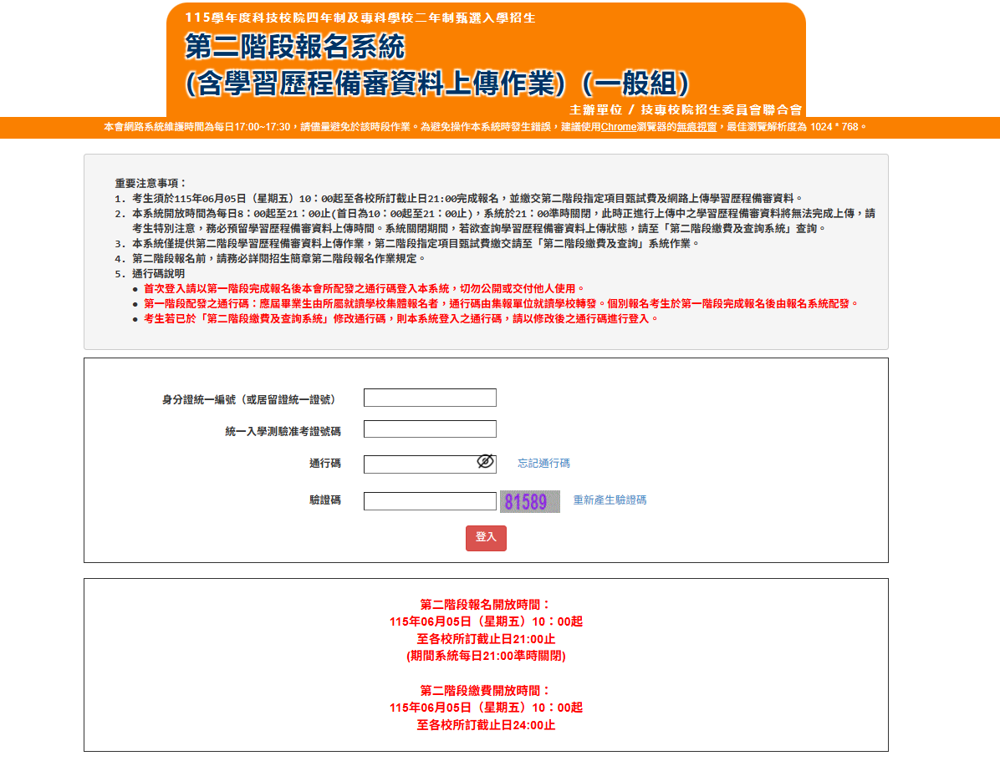 115學年度科技校院四年制及專科學校二年制甄選入學招生
第二階段報名系統
(含學習歷程備審資料上傳作業) (一般組)
主辦單位 / 技專校院招生委員會聯合會
本會網路系統維護時間為每日17:00~17:30，請儘量避免於該時段作業。為避免操作本系統時發生錯誤，建議使用Chrome瀏覽器的無痕視窗，最佳瀏覽解析度為 1024 * 768。
重要注意事項：
1. 考生須於115年06月05日（星期五）10：00起至各校所訂截止日21:00完成報名，並繳交第二階段指定項目甄試費及網路上傳學習歷程備審資料。
2. 本系統開放時間為每日8：00起至21：00止(首日為10：00起至21：00止)，系統於21：00準時關閉，此時正進行上傳中之學習歷程備審資料將無法完成上傳，請
考生特別注意，務必預留學習歷程備審資料上傳時間。系統關閉期間，若欲查詢學習歷程備審資料上傳狀態，請至「第二階段繳費及查詢系統」查詢。
3. 本系統僅提供第二階段學習歷程備審資料上傳作業，第二階段指定項目甄試費繳交請至「第二階段繳費及查詢」系統作業。
4. 第二階段報名前，請務必詳閱招生簡章第二階段報名作業規定。
5. 通行碼說明
● 首次登入請以第一階段完成報名後本會所配發之通行碼登入本系統，切勿公開或交付他人使用。
● 第一階段配發之通行碼：應屆畢業生由所屬就讀學校集體報名者，通行碼由集報單位就讀學校轉發。個別報名考生於第一階段完成報名後由報名系統配發。
● 考生若已於「第二階段繳費及查詢系統」修改通行碼，則本系統登入之通行碼，請以修改後之通行碼進行登入。
身分證統一編號（或居留證統一證號）
統一入學測驗准考證號碼
通行碼 忘記通行碼
驗證碼 81589 重新產生驗證碼
登入
第二階段報名開放時間：
115年06月05日（星期五）10：00起
至各校所訂截止日21:00止
(期間系統每日21:00準時關閉)
第二階段繳費開放時間：
115年06月05日（星期五）10：00起
至各校所訂截止日24:00止